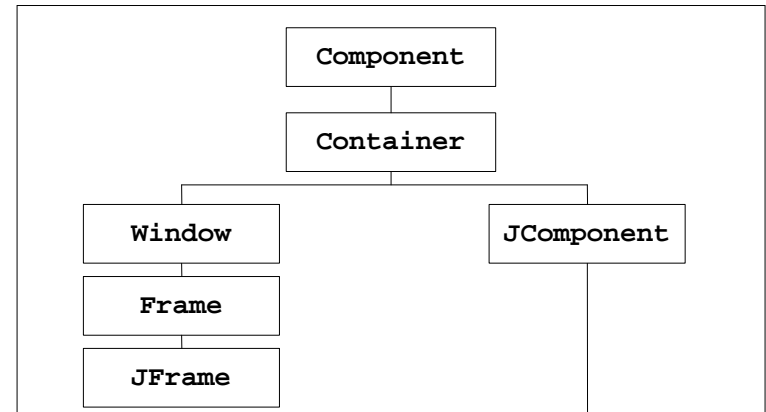 Component
Container
Window
JComponent
Frame
JFrame